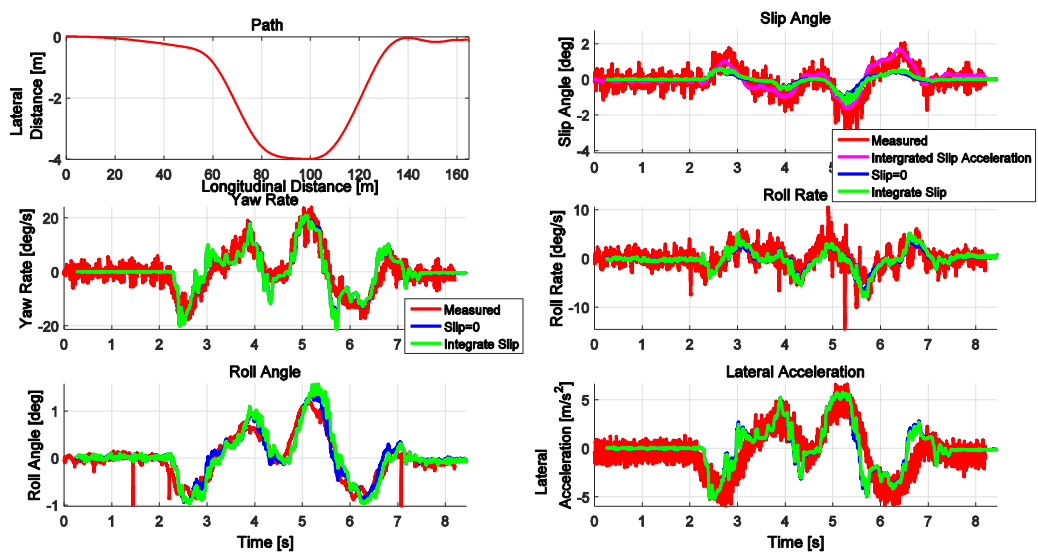 Path
Lateral
Distance [m]
0
-2
-4
0 20 40 60 80 100 120 140 160
Longitudinal Distance [m]
Slip Angle
Slip Angle [deg]
2
0
-2
-4
0 1 2 3 4
Measured
Intergrated Slip Acceleration
Slip=0
Integrate Slip
Yaw Rate
Yaw Rate [deg/s]
20
0
-20
0 1 2 3 4 5 6 7
Measured
Slip=0
Integrate Slip
Roll Rate
Roll Rate [deg/s]
10
0
-10
0 1 2 3 4 5 6 7 8
Roll Angle
Roll Angle [deg]
1
0
-1
0 1 2 3 4 5 6 7 8
Time [s]
Lateral Acceleration
Lateral
Acceleration [m/s²]
5
0
-5
0 1 2 3 4 5 6 7 8
Time [s]